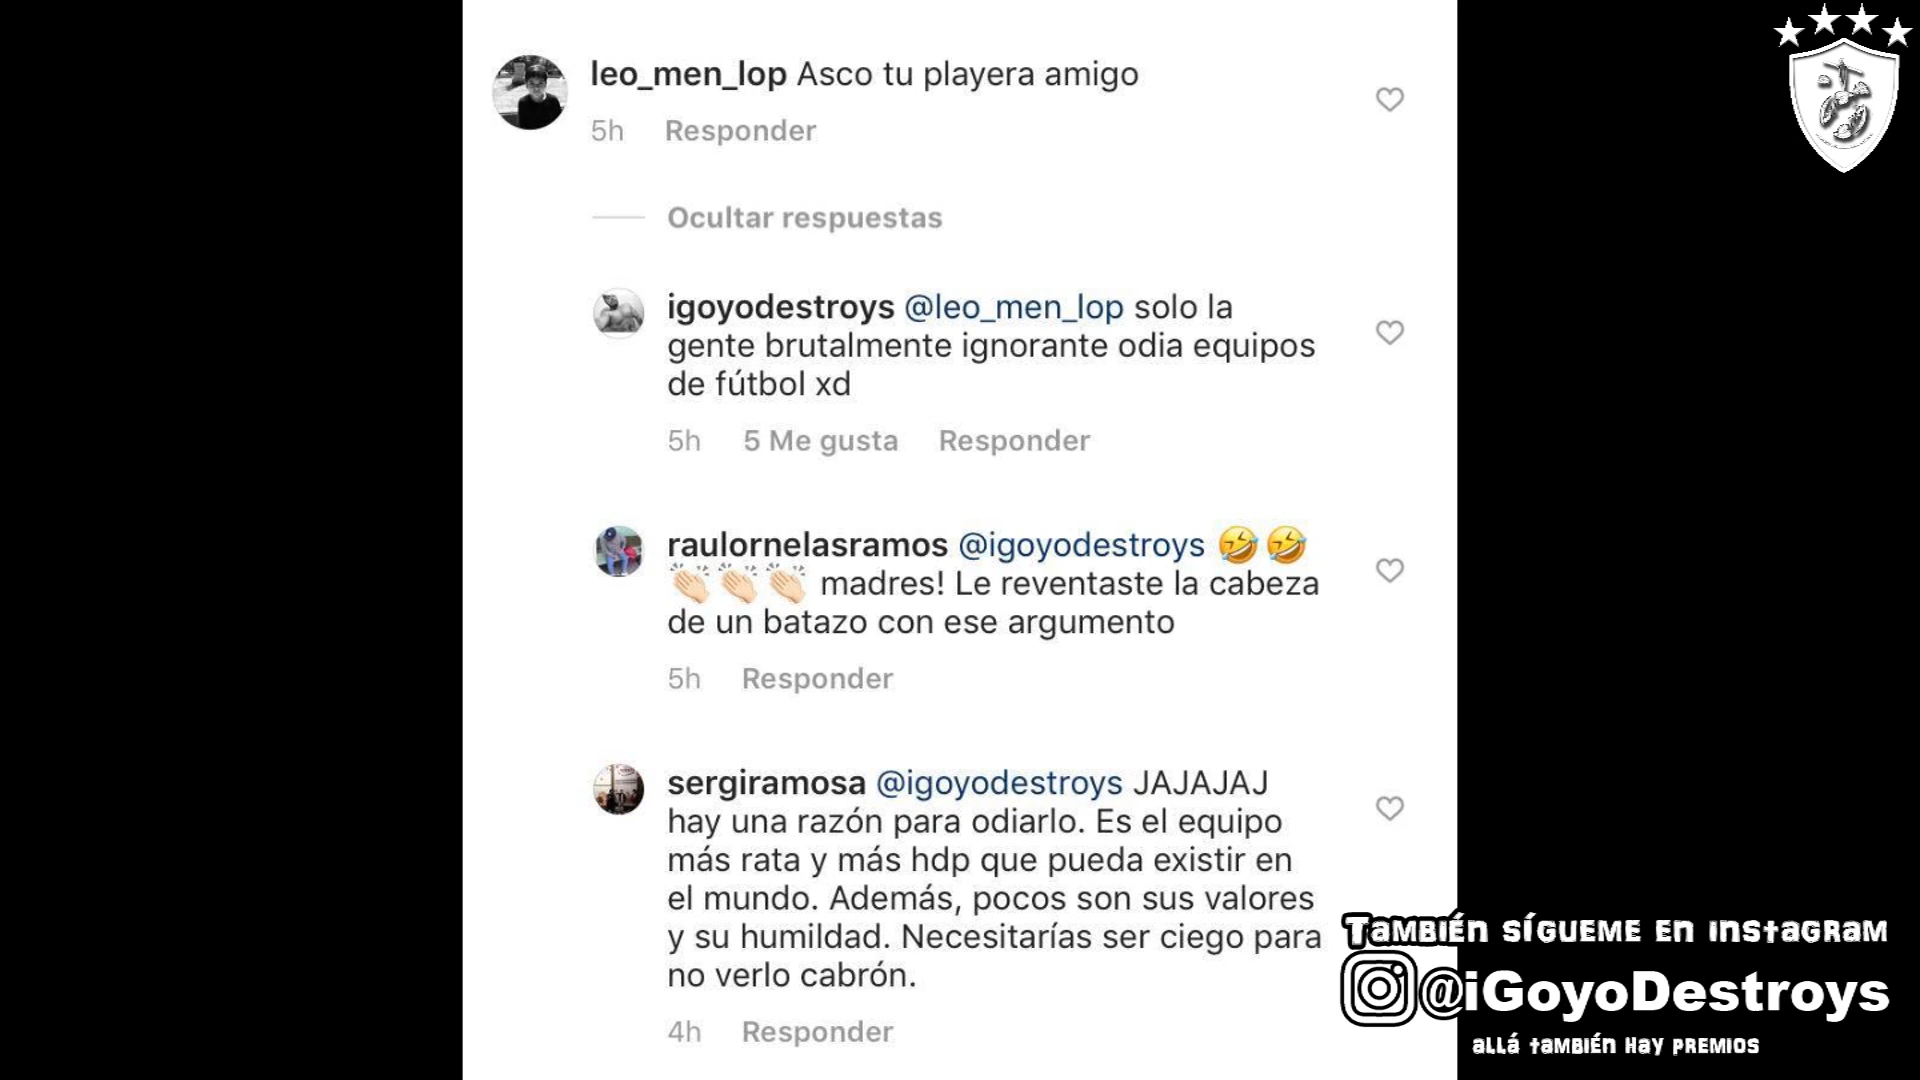 leo_men_lop Asco tu playera amigo
5h Responder
Ocultar respuestas
igoyodestroys @leo_men_lop solo la
gente brutalmente ignorante odia equipos
de fútbol xd
5h 5 Me gusta Responder
raulornelasramos @igoyodestroys 🤣🤣
👏🏻👏🏻👏🏻 madres! Le reventaste la cabeza
de un batazo con ese argumento
5h Responder
sergiramosa @igoyodestroys JAJAJAJ
hay una razón para odiarlo. Es el equipo
más rata y más hdp que pueda existir en
el mundo. Además, pocos son sus valores
y su humildad. Necesitarías ser ciego para
no verlo cabrón.
4h Responder
También sígueme en instagram
@iGoyoDestroys
allá también hay premios